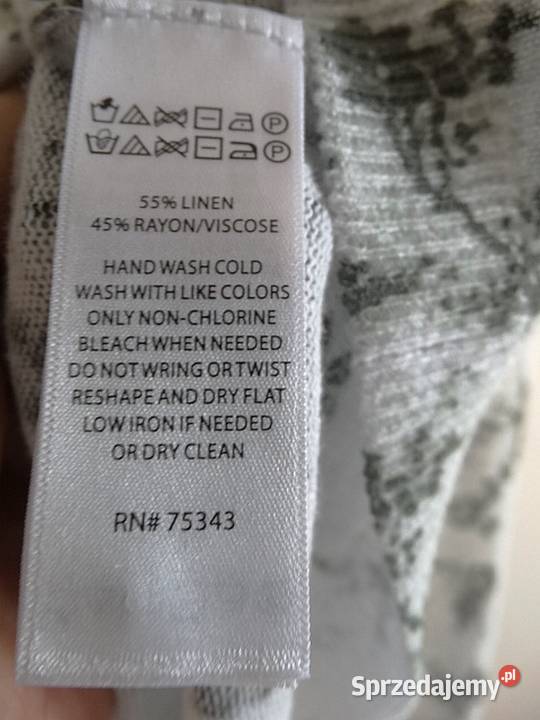 P
P
55% LINEN
45% RAYON/VISCOSE
HAND WASH COLD
WASH WITH LIKE COLORS
ONLY NON-CHLORINE
BLEACH WHEN NEEDED
DO NOT WRING OR TWIST
RESHAPE AND DRY FLAT
LOW IRON IF NEEDED
OR DRY CLEAN
RN# 75343
Sprzedajemy.pl